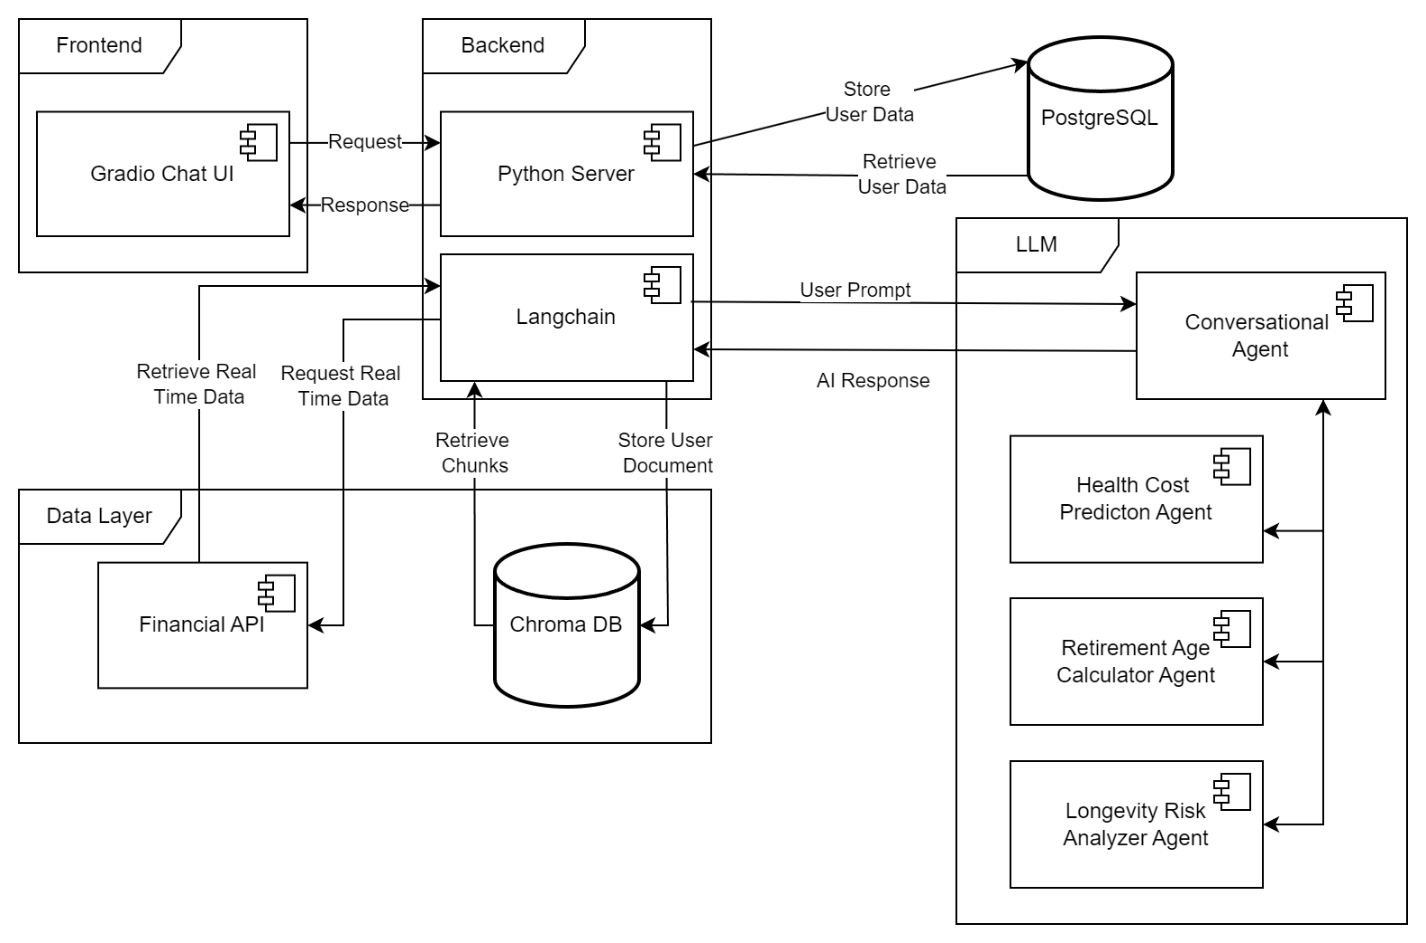 Frontend
Gradio Chat UI
Request
Response
Backend
Python Server
Langchain
Store
User Data
Retrieve
User Data
PostgreSQL
LLM
User Prompt
AI Response
Conversational
Agent
Health Cost
Predicton Agent
Retirement Age
Calculator Agent
Longevity Risk
Analyzer Agent
Retrieve Real
Time Data
Request Real
Time Data
Retrieve
Chunks
Store User
Document
Data Layer
Financial API
Chroma DB